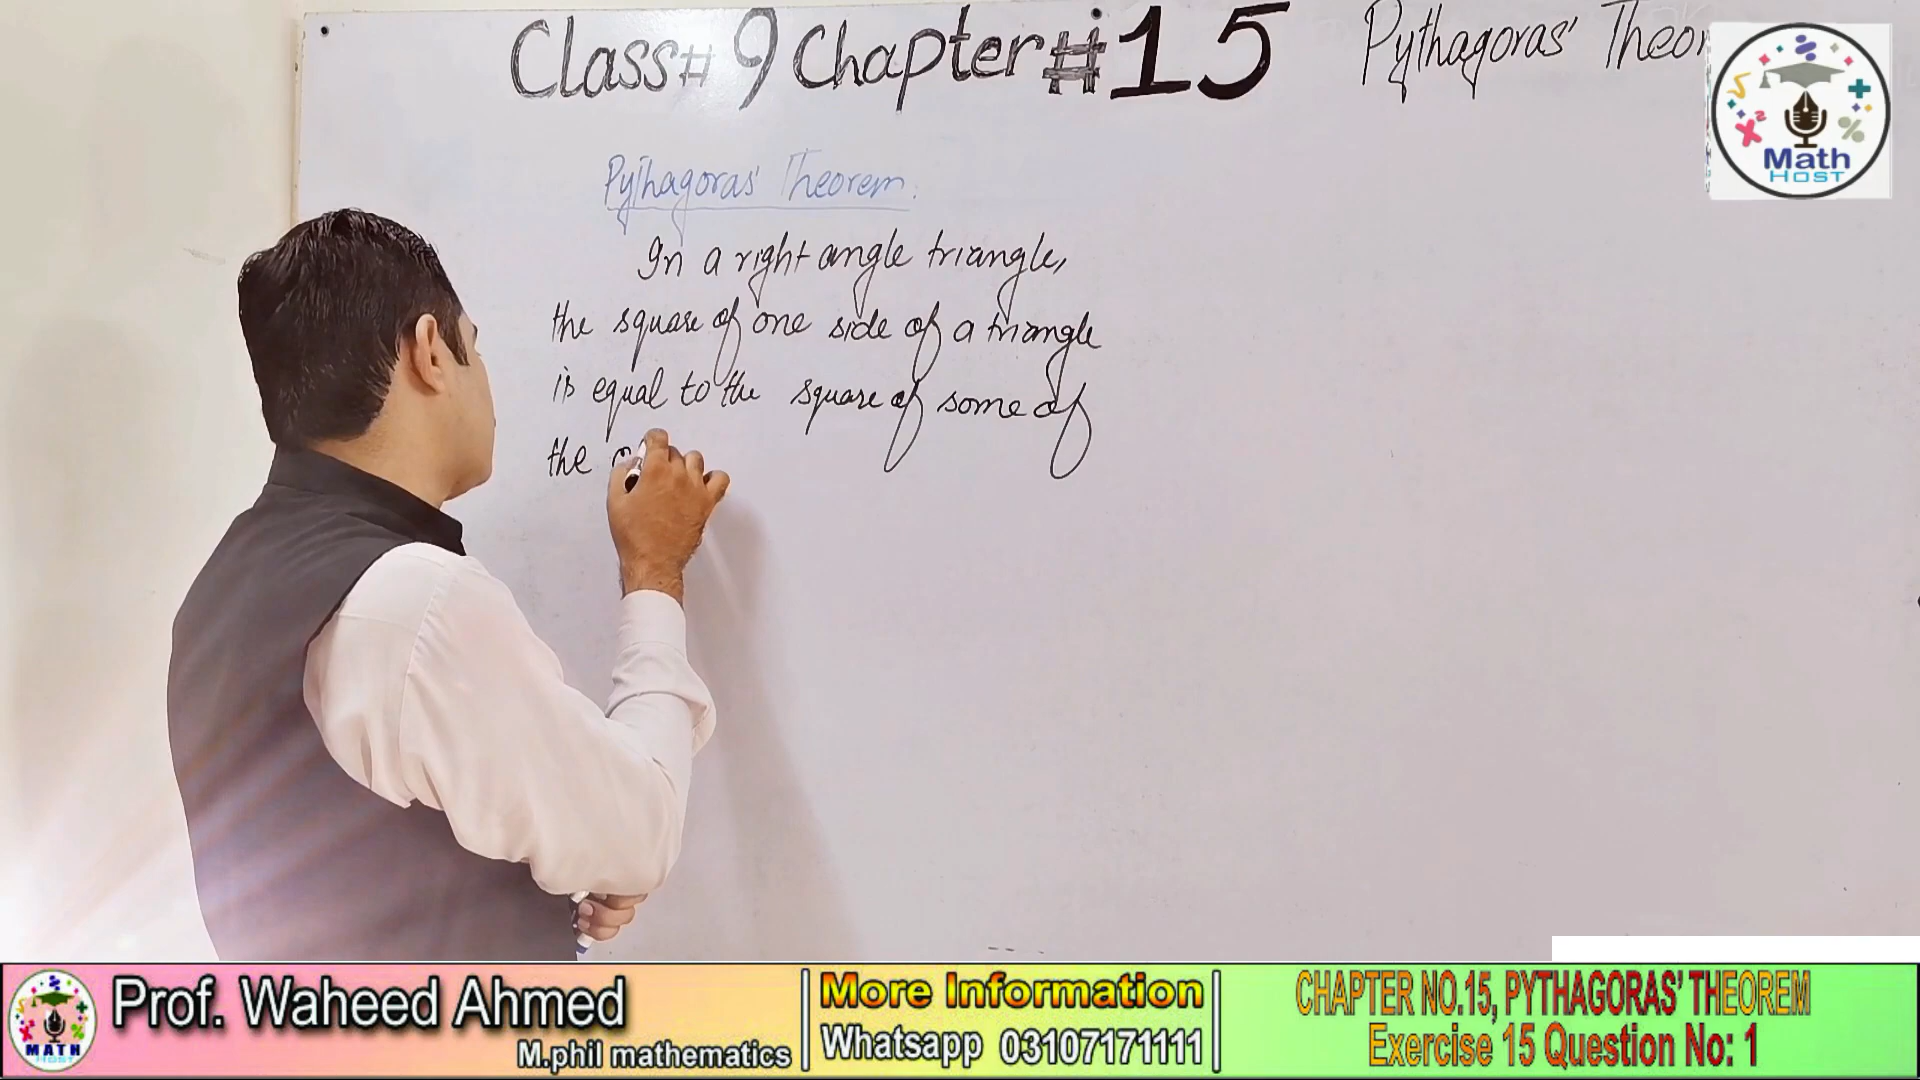 Class# 9 Chapter #15
Pythagoras' Theor
Math
HOST
Pythagoras' Theorem:
In a right angle triangle,
the square of one side of a triangle
is equal to the square of some of
the
Prof. Waheed Ahmed
M.phil mathematics
MATH
HOST
More Information
Whatsapp 03107171111
CHAPTER NO.15, PYTHAGORAS' THEOREM
Exercise 15 Question No: 1